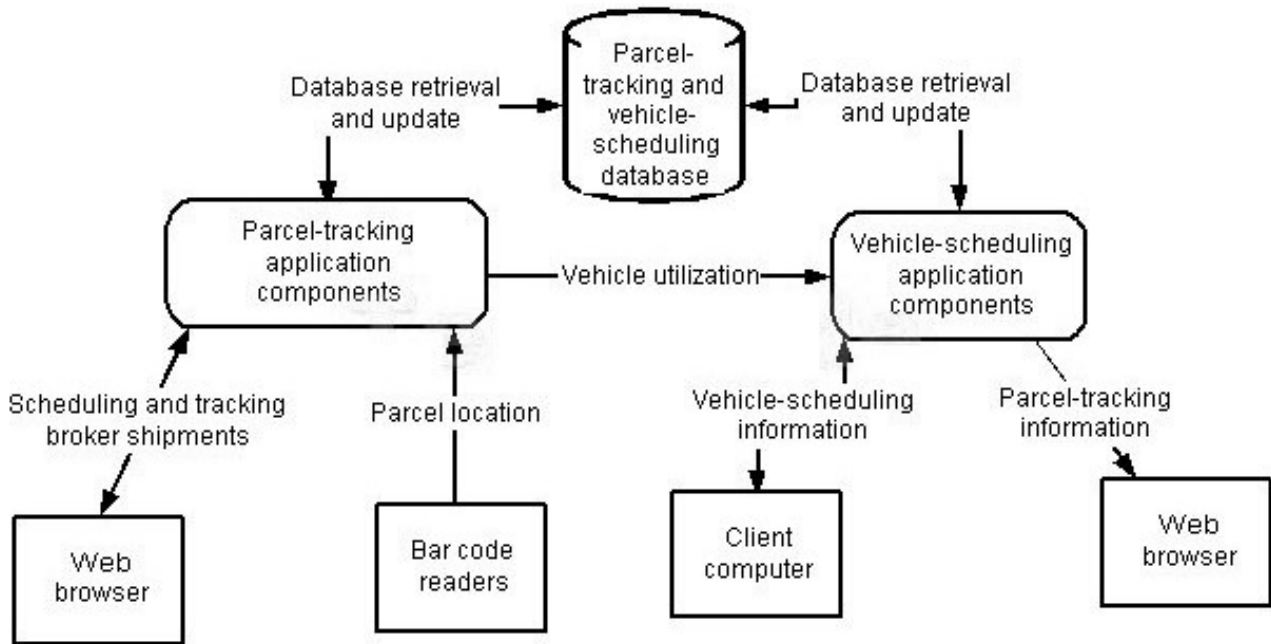 Parcel-
tracking and
vehicle-
scheduling
database
Database retrieval
and update
Database retrieval
and update
Parcel-tracking
application
components
Vehicle utilization
Vehicle-scheduling
application
components
Scheduling and tracking
broker shipments
Parcel location
Vehicle-scheduling
information
Parcel-tracking
information
Web
browser
Bar code
readers
Client
computer
Web
browser